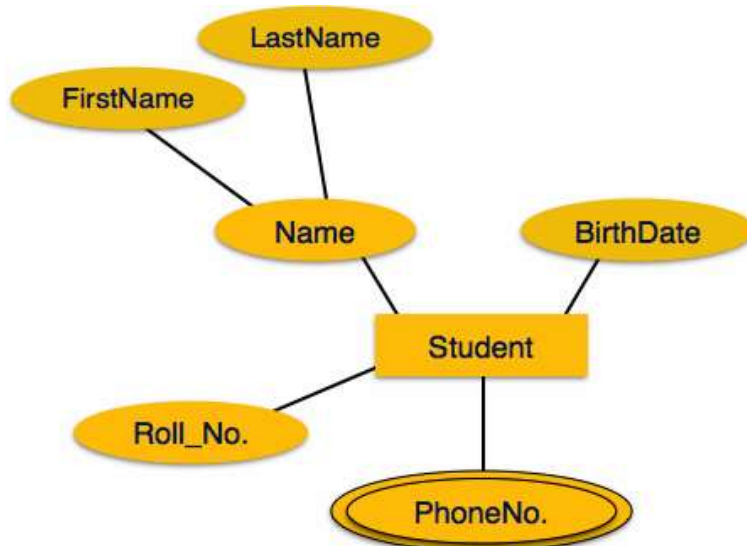 LastName
FirstName
Name
BirthDate
Student
Roll_No.
PhoneNo.